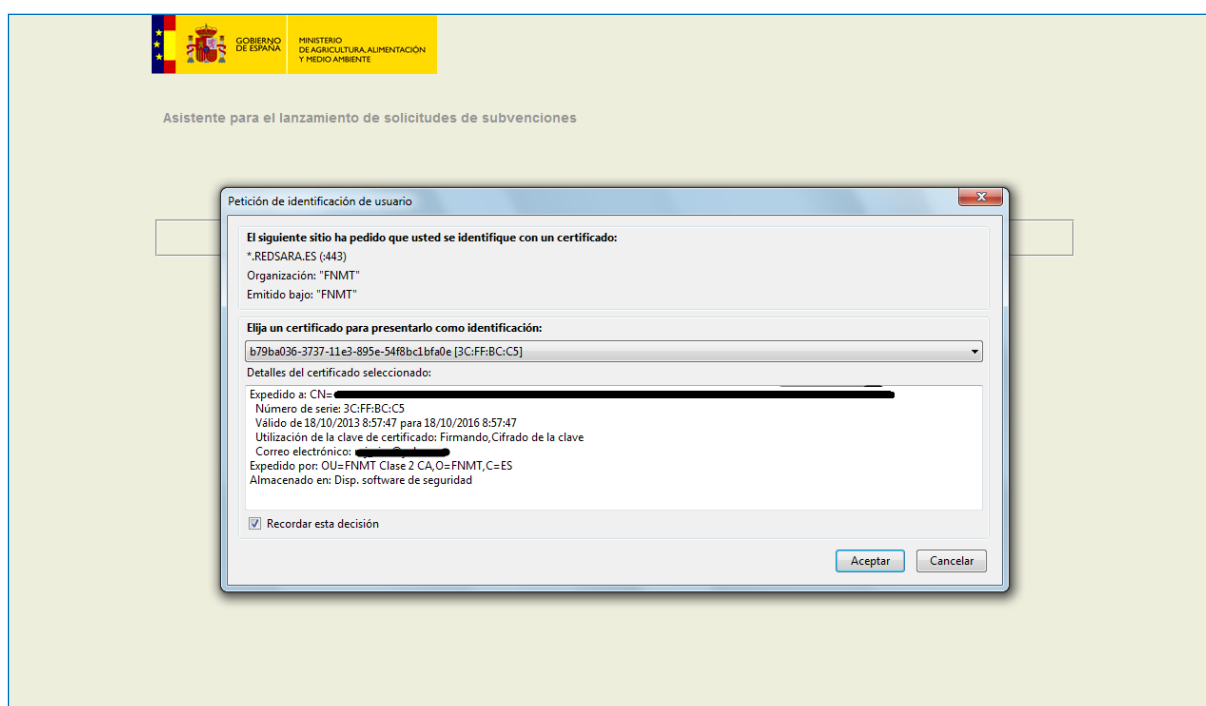 GOBIERNO
DE ESPAÑA
MINISTERIO
DE AGRICULTURA, ALIMENTACIÓN
Y MEDIO AMBIENTE
Asistente para el lanzamiento de solicitudes de subvenciones
Petición de identificación de usuario
El siguiente sitio ha pedido que usted se identifique con un certificado:
*.REDSARA.ES (:443)
Organización: "FNMT"
Emitido bajo: "FNMT"
Elija un certificado para presentarlo como identificación:
b79ba036-3737-11e3-895e-54f8bc1bfa0e [3C:FF:BC:C5]
Detalles del certificado seleccionado:
Expedido a: CN=
Número de serie: 3C:FF:BC:C5
Válido de 18/10/2013 8:57:47 para 18/10/2016 8:57:47
Utilización de la clave de certificado: Firmando,Cifrado de la clave
Correo electrónico:
Expedido por: OU=FNMT Clase 2 CA,O=FNMT,C=ES
Almacenado en: Disp. software de seguridad
Recordar esta decisión
Aceptar
Cancelar